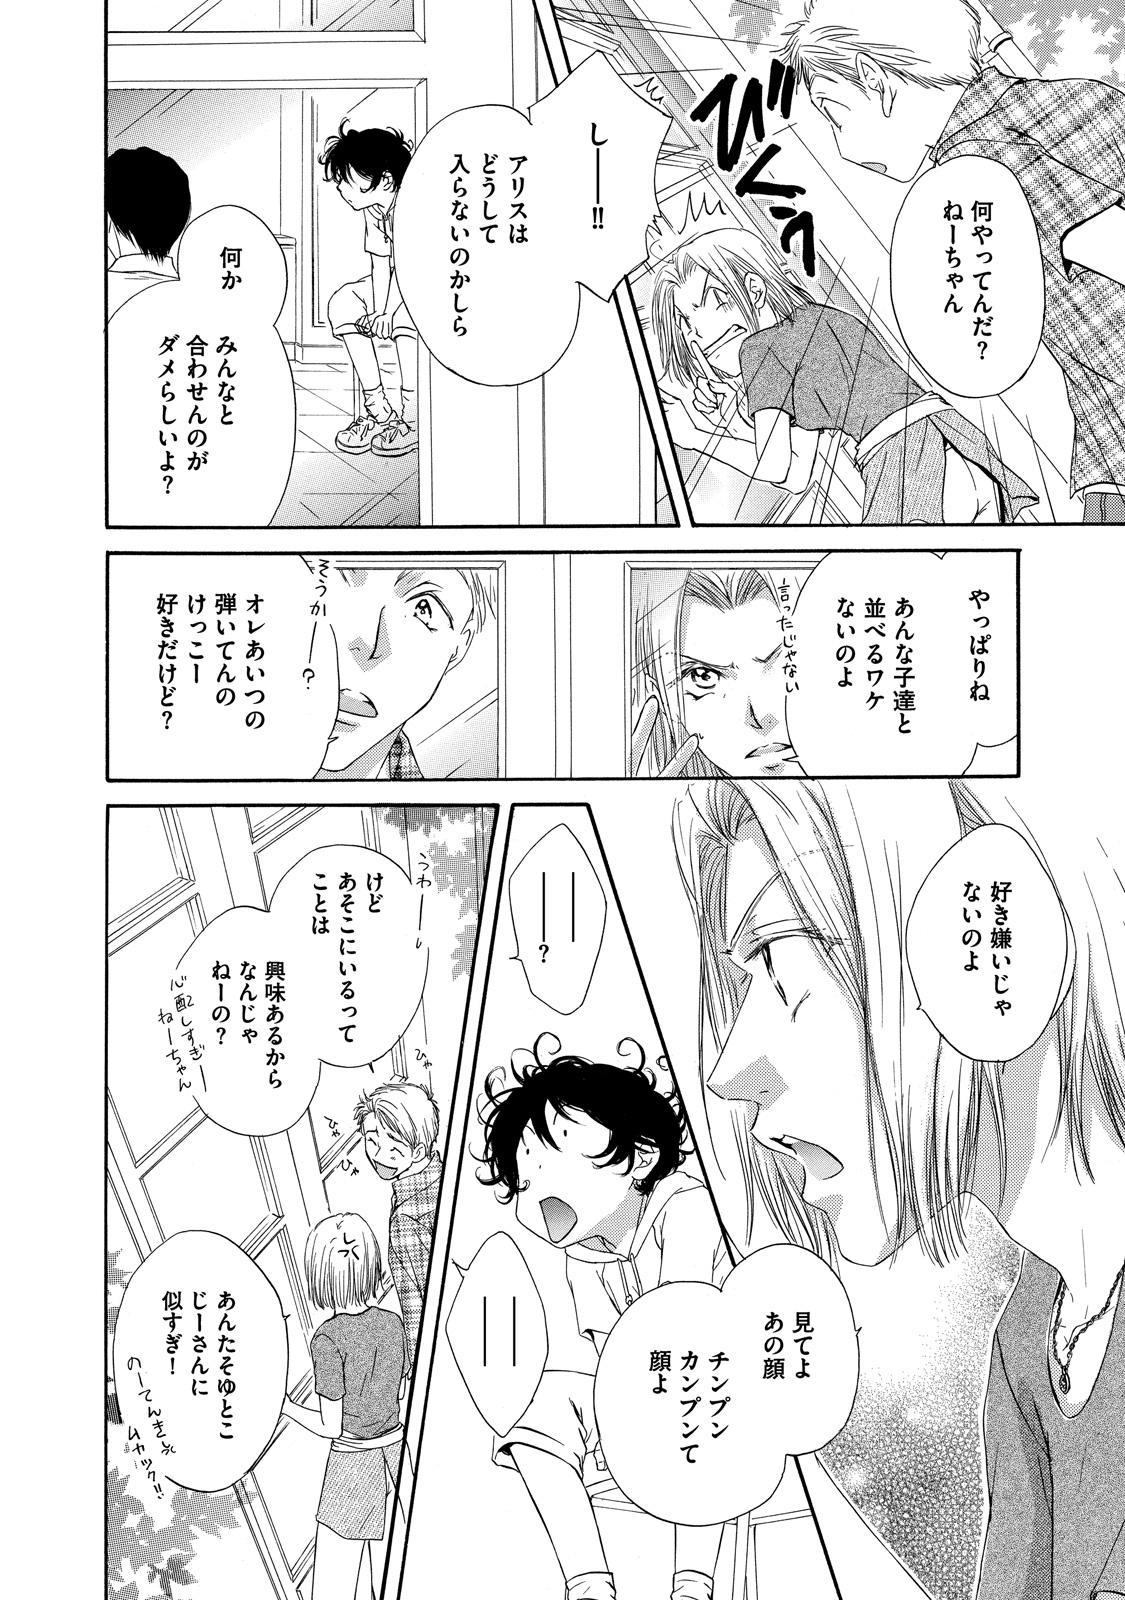 何やってんだ?
ねーちゃん
びくっ
しーー!!
アリスは
どうして
入らないのかしら
何か
みんなと
合わせんのが
ダメらしいよ?
やっぱりね
あんな子達と
並べるワケ
ないのよ
言ったじゃない
そうか
ー?
オレあいつの
弾いてんの
けっこー
好きだけど?
好き嫌いじゃ
ないのよ
見てよ
あの顔
チンプン
カンプンて
顔よ
――
――?
――
――
うわーー
けど
あそこにいるって
ことは
興味あるから
なんじゃ
ねーの?
心配しすぎー
ねーちゃん
ひゃ
ひゃ
ひゃ
しっく
あんたそゆとこ
じーさんに
似すぎ!
のーてんき
ムカック!!